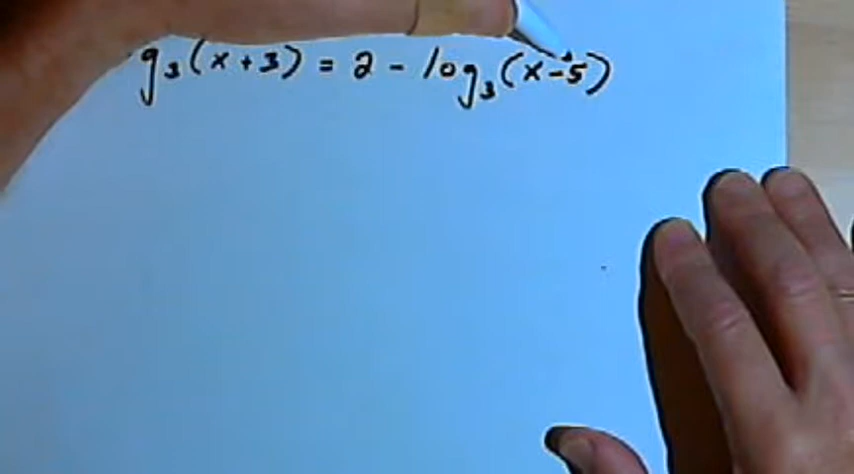 g₃(x+3) = 2 - log₃(x-5)